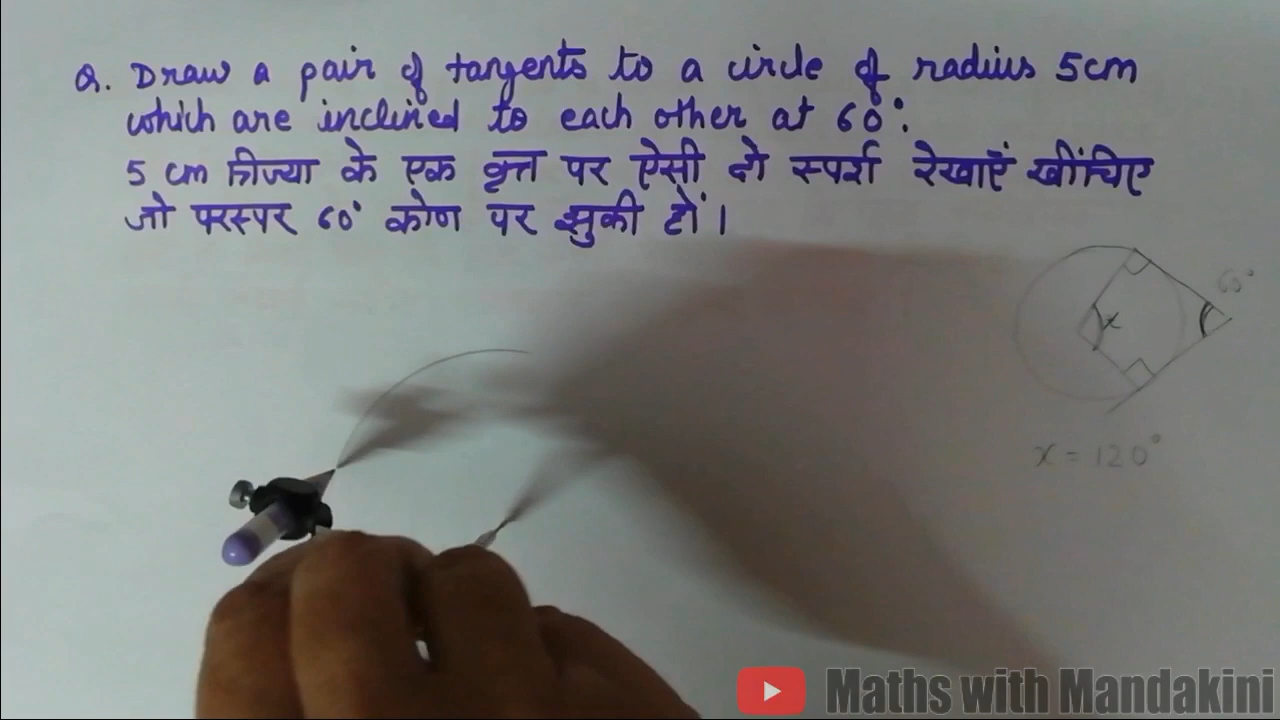 Q. Draw a pair of tangents to a circle of radius 5cm
which are inclined to each other at 60°.
5 cm त्रिज्या के एक वृत्त पर ऐसी दो स्पर्श रेखाएँ खींचिए
जो परस्पर 60° कोण पर झुकी हों।
60°
x
x = 120°
Maths with Mandakini